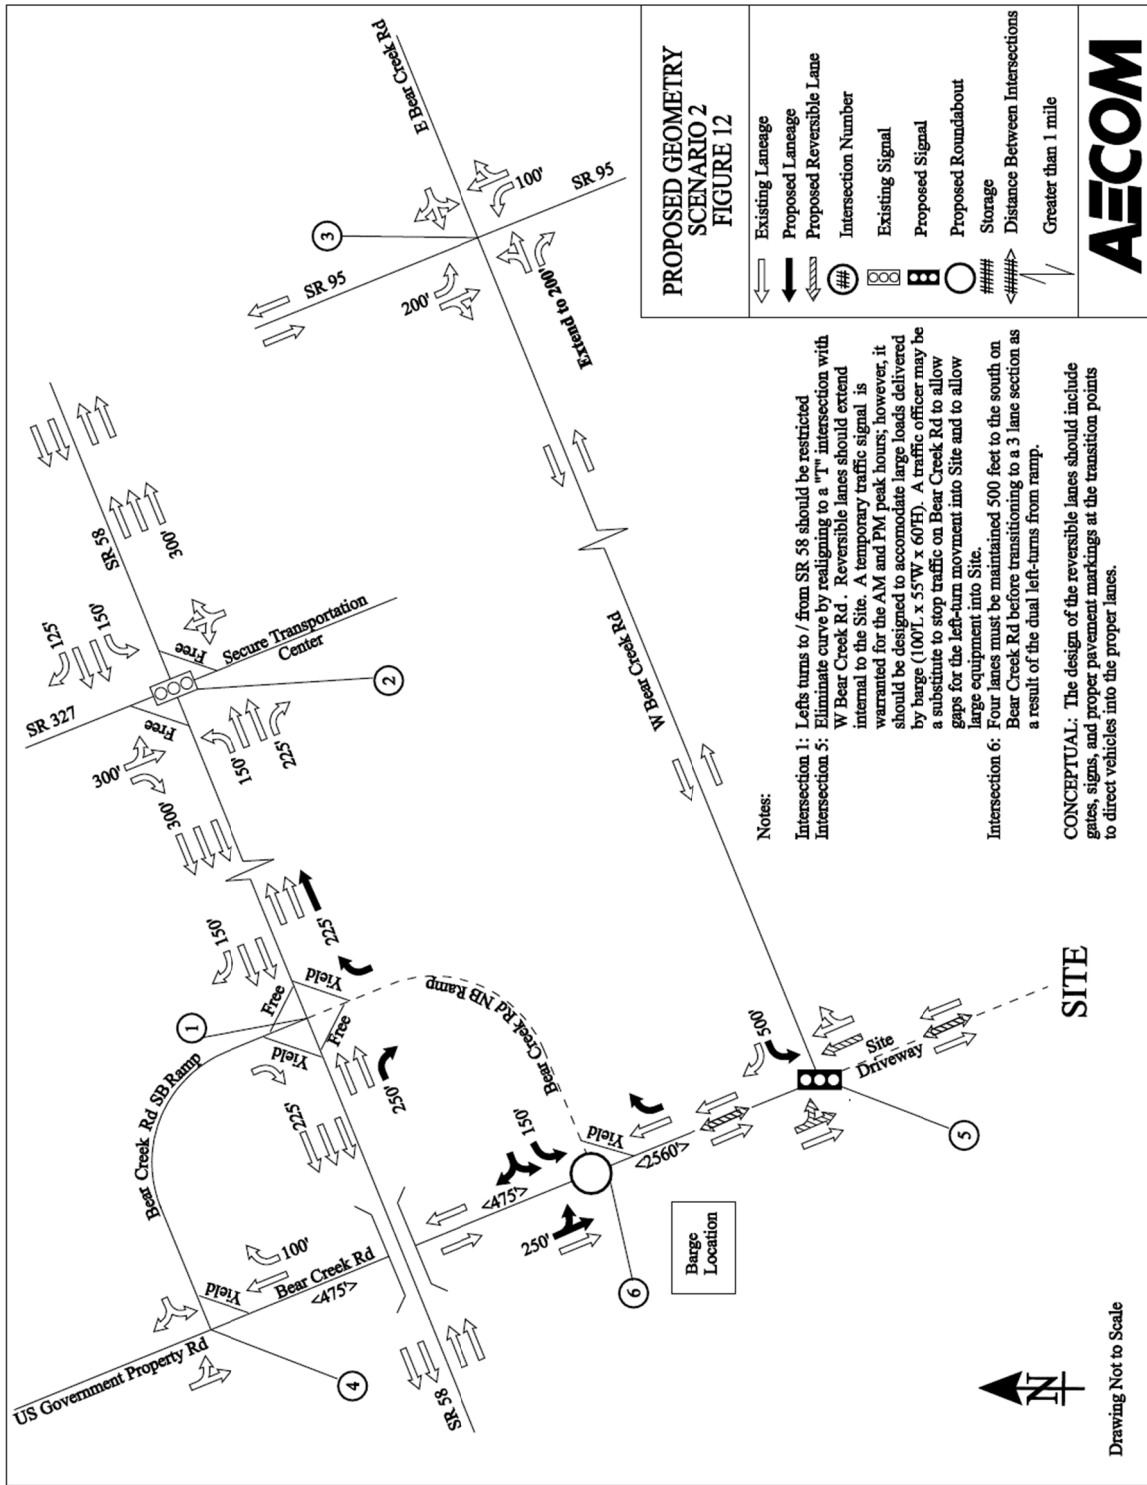 PROPOSED GEOMETRY
SCENARIO 2
FIGURE 12
Existing Laneage
Proposed Laneage
Proposed Reversible Lane
## Intersection Number
Existing Signal
Proposed Signal
Proposed Roundabout
#### Storage
<####> Distance Between Intersections
Greater than 1 mile
AECOM
E Bear Creek Rd
SR 95
100'
3
SR 95
200'
Extend to 200'
SR 58
300'
125'
150'
Free
Secure Transportation
Center
2
SR 327
Free
300'
150'
225'
300'
W Bear Creek Rd
150'
225'
Free
Yield
1
Yield
Free
225'
250'
Bear Creek Rd SB Ramp
Bear Creek Rd NB Ramp
US Government Property Rd
Yield
100'
Bear Creek Rd
<475'>
4
SR 58
<475'>
150'
250'
Yield
<2560'>
6
Barge
Location
500'
Site
Driveway
5
SITE
Notes:
Intersection 1: Lefts turns to / from SR 58 should be restricted
Intersection 5: Eliminate curve by realigning to a "T" intersection with
W Bear Creek Rd . Reversible lanes should extend
internal to the Site. A temporary traffic signal is
warranted for the AM and PM peak hours; however, it
should be designed to accomodate large loads delivered
by barge (100'L x 55'W x 60'H). A traffic officer may be
a substitute to stop traffic on Bear Creek Rd to allow
gaps for the left-turn movment into Site and to allow
large equipment into Site.
Intersection 6: Four lanes must be maintained 500 feet to the south on
Bear Creek Rd before transitioning to a 3 lane section as
a result of the dual left-turns from ramp.
CONCEPTUAL: The design of the reversible lanes should include
gates, signs, and proper pavement markings at the transition points
to direct vehicles into the proper lanes.
N
Drawing Not to Scale